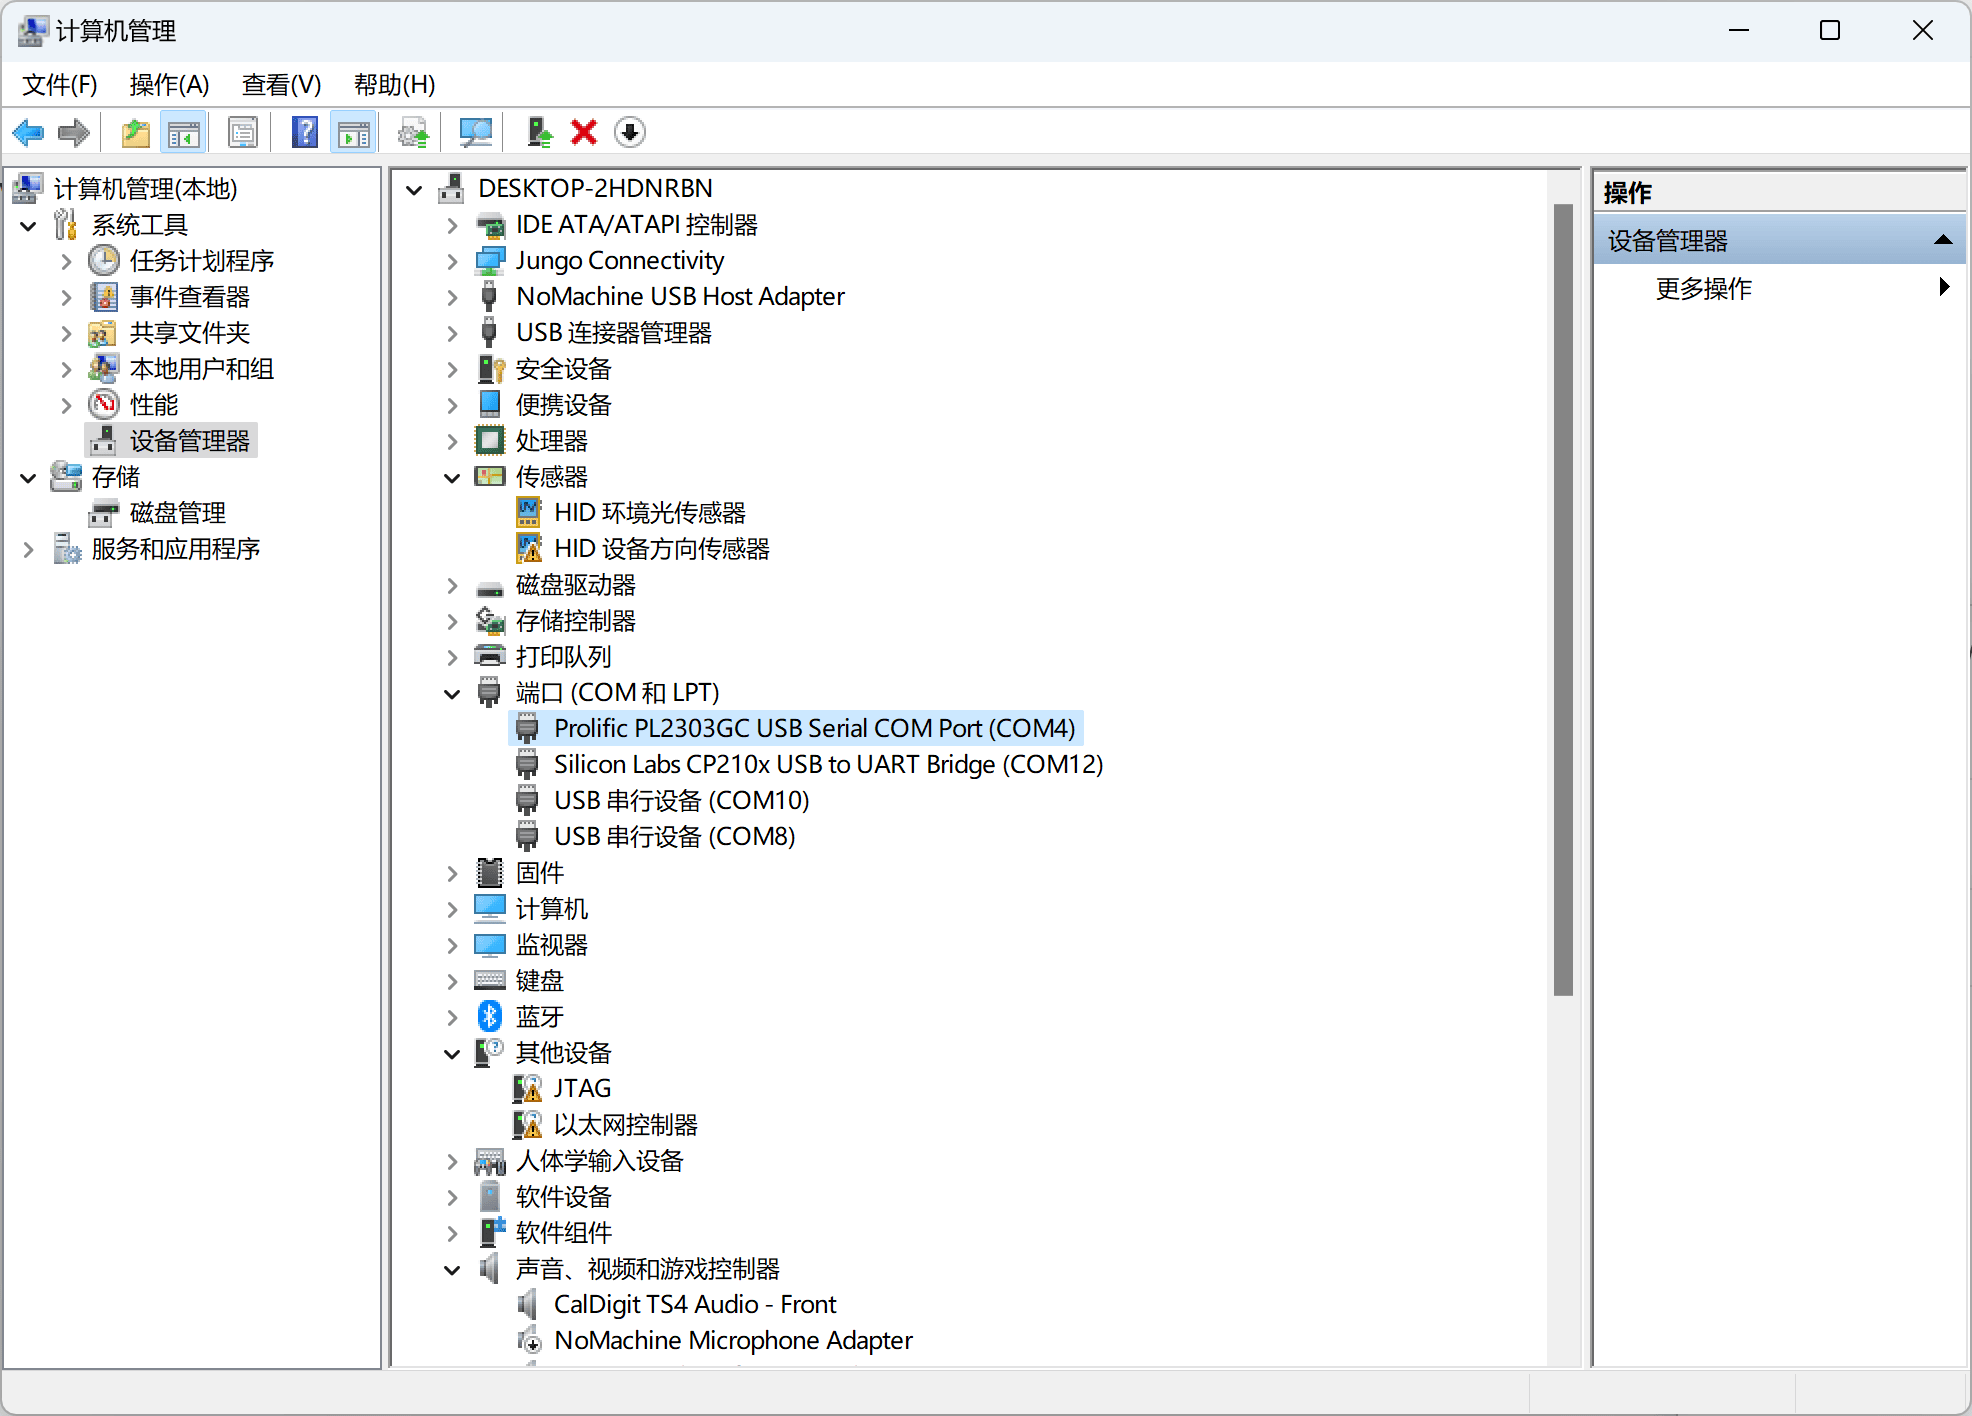 计算机管理
文件(F) 操作(A) 查看(V) 帮助(H)
计算机管理(本地)
系统工具
任务计划程序
事件查看器
共享文件夹
本地用户和组
性能
设备管理器
存储
磁盘管理
服务和应用程序
DESKTOP-2HDNRBN
IDE ATA/ATAPI 控制器
Jungo Connectivity
NoMachine USB Host Adapter
USB 连接器管理器
安全设备
便携设备
处理器
传感器
HID 环境光传感器
HID 设备方向传感器
磁盘驱动器
存储控制器
打印队列
端口 (COM 和 LPT)
Prolific PL2303GC USB Serial COM Port (COM4)
Silicon Labs CP210x USB to UART Bridge (COM12)
USB 串行设备 (COM10)
USB 串行设备 (COM8)
固件
计算机
监视器
键盘
蓝牙
其他设备
JTAG
以太网控制器
人体学输入设备
软件设备
软件组件
声音、视频和游戏控制器
CalDigit TS4 Audio - Front
NoMachine Microphone Adapter
操作
设备管理器
更多操作